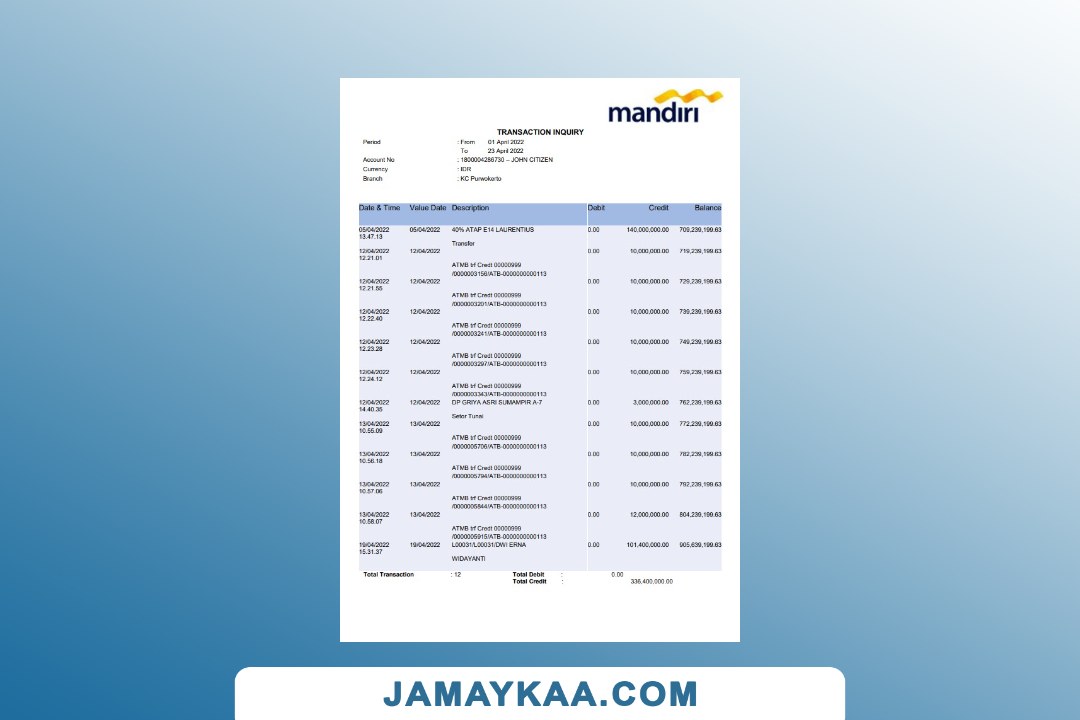 mandiri
TRANSACTION INQUIRY
Period : From 01 April 2022
To 23 April 2022
Account No : 1800004286730 – JOHN CITIZEN
Currency : IDR
Branch : KC Purwokerto
Date & Time Value Date Description Debit Credit Balance
05/04/2022 05/04/2022 40% ATAP E14 LAURENTIUS 0.00 140,000,000.00 709,239,199.63
13.47.13
Transfer
12/04/2022 12/04/2022 0.00 10,000,000.00 719,239,199.63
12.21.01
ATMB trf Credt 00000999
/0000003156/ATB-0000000000113
12/04/2022 12/04/2022 0.00 10,000,000.00 729,239,199.63
12.21.55
ATMB trf Credt 00000999
/0000003201/ATB-0000000000113
12/04/2022 12/04/2022 0.00 10,000,000.00 739,239,199.63
12.22.40
ATMB trf Credt 00000999
/0000003241/ATB-0000000000113
12/04/2022 12/04/2022 0.00 10,000,000.00 749,239,199.63
12.23.28
ATMB trf Credt 00000999
/0000003297/ATB-0000000000113
12/04/2022 12/04/2022 0.00 10,000,000.00 759,239,199.63
12.24.12
ATMB trf Credt 00000999
/0000003343/ATB-0000000000113
12/04/2022 12/04/2022 DP GRIYA ASRI SUMAMPIR A-7 0.00 3,000,000.00 762,239,199.63
14.40.35
Setor Tunai
13/04/2022 13/04/2022 0.00 10,000,000.00 772,239,199.63
10.55.09
ATMB trf Credt 00000999
/0000005706/ATB-0000000000113
13/04/2022 13/04/2022 0.00 10,000,000.00 782,239,199.63
10.56.18
ATMB trf Credt 00000999
/0000005794/ATB-0000000000113
13/04/2022 13/04/2022 0.00 10,000,000.00 792,239,199.63
10.57.06
ATMB trf Credt 00000999
/0000005844/ATB-0000000000113
13/04/2022 13/04/2022 0.00 12,000,000.00 804,239,199.63
10.58.07
ATMB trf Credt 00000999
/0000005915/ATB-0000000000113
19/04/2022 19/04/2022 L00031/L00031/DWI ERNA 0.00 101,400,000.00 905,639,199.63
15.31.37
WIDAYANTI
Total Transaction : 12 Total Debit : 0.00
Total Credit : 336,400,000.00
JAMAYKAA.COM